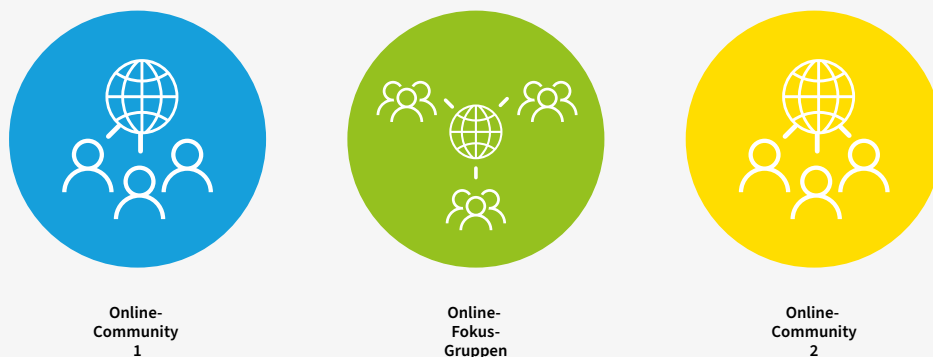 Online-
Community
1
Online-
Fokus-
Gruppen
Online-
Community
2